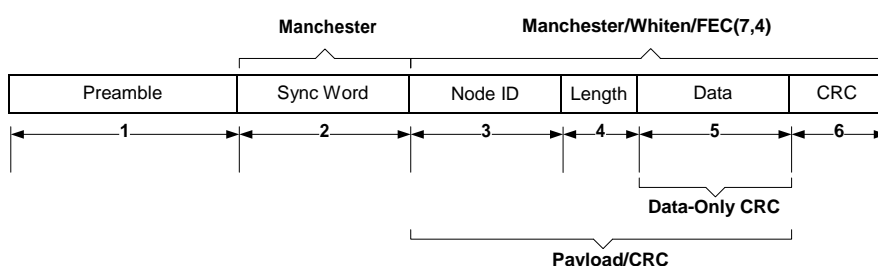 Manchester Manchester/Whiten/FEC(7,4)
Preamble Sync Word Node ID Length Data CRC
1 2 3 4 5 6
Data-Only CRC
Payload/CRC